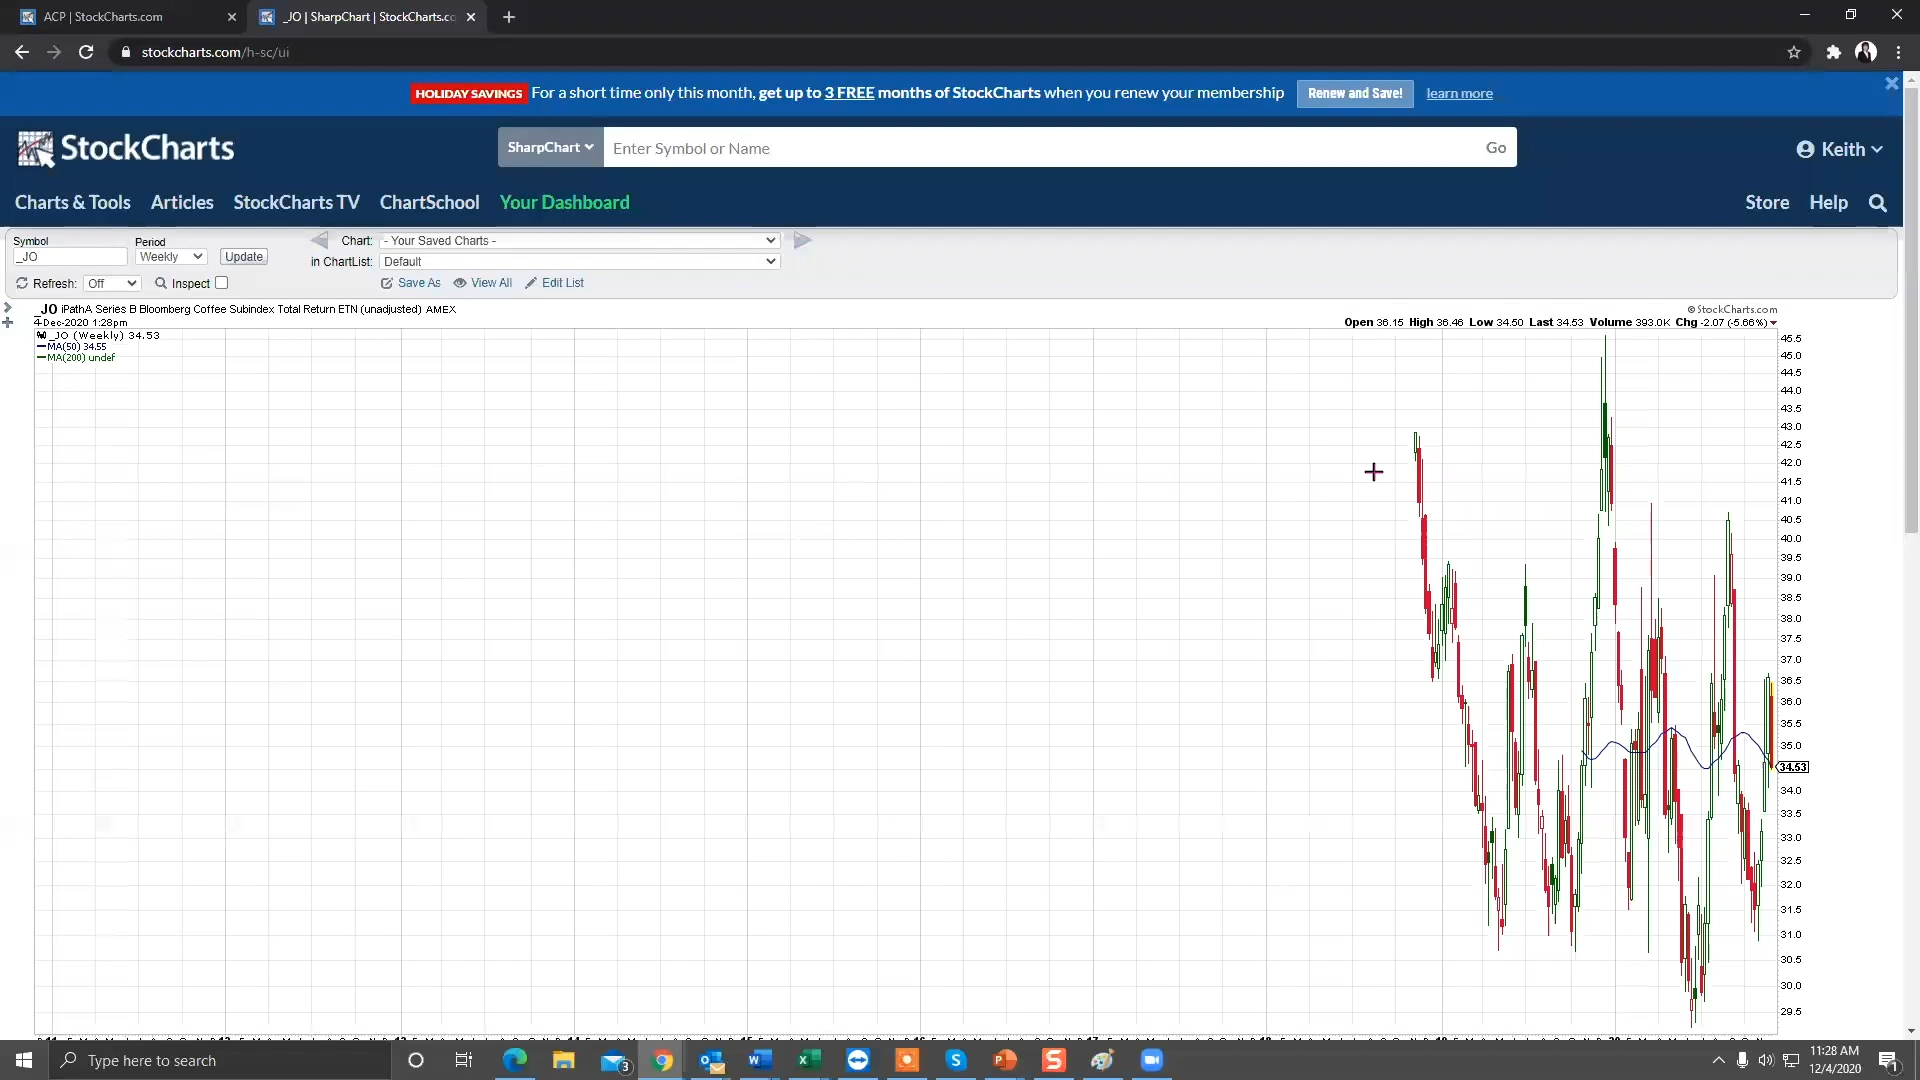 ACP | StockCharts.com
_JO | SharpChart | StockCharts.co
stockcharts.com/h-sc/ui
HOLIDAY SAVINGS For a short time only this month, get up to 3 FREE months of StockCharts when you renew your membership Renew and Save! learn more
StockCharts
SharpChart Enter Symbol or Name Go
Keith
Charts & Tools Articles StockCharts TV ChartSchool Your Dashboard Store Help
Symbol Period Chart: - Your Saved Charts -
_JO Weekly Update in ChartList: Default
Refresh: Off Inspect Save As View All Edit List
_JO iPathA Series B Bloomberg Coffee Subindex Total Return ETN (unadjusted) AMEX © StockCharts.com
4-Dec-2020 1:28pm Open 36.15 High 36.46 Low 34.50 Last 34.53 Volume 393.0K Chg -2.07 (-5.66%)
_JO (Weekly) 34.53
MA(50) 34.55
MA(200) undef
45.5
45.0
44.5
44.0
43.5
43.0
42.5
42.0
41.5
41.0
40.5
40.0
39.5
39.0
38.5
38.0
37.5
37.0
36.5
36.0
35.5
35.0
34.53
34.0
33.5
33.0
32.5
32.0
31.5
31.0
30.5
30.0
29.5
Type here to search
3
11:28 AM
12/4/2020
1